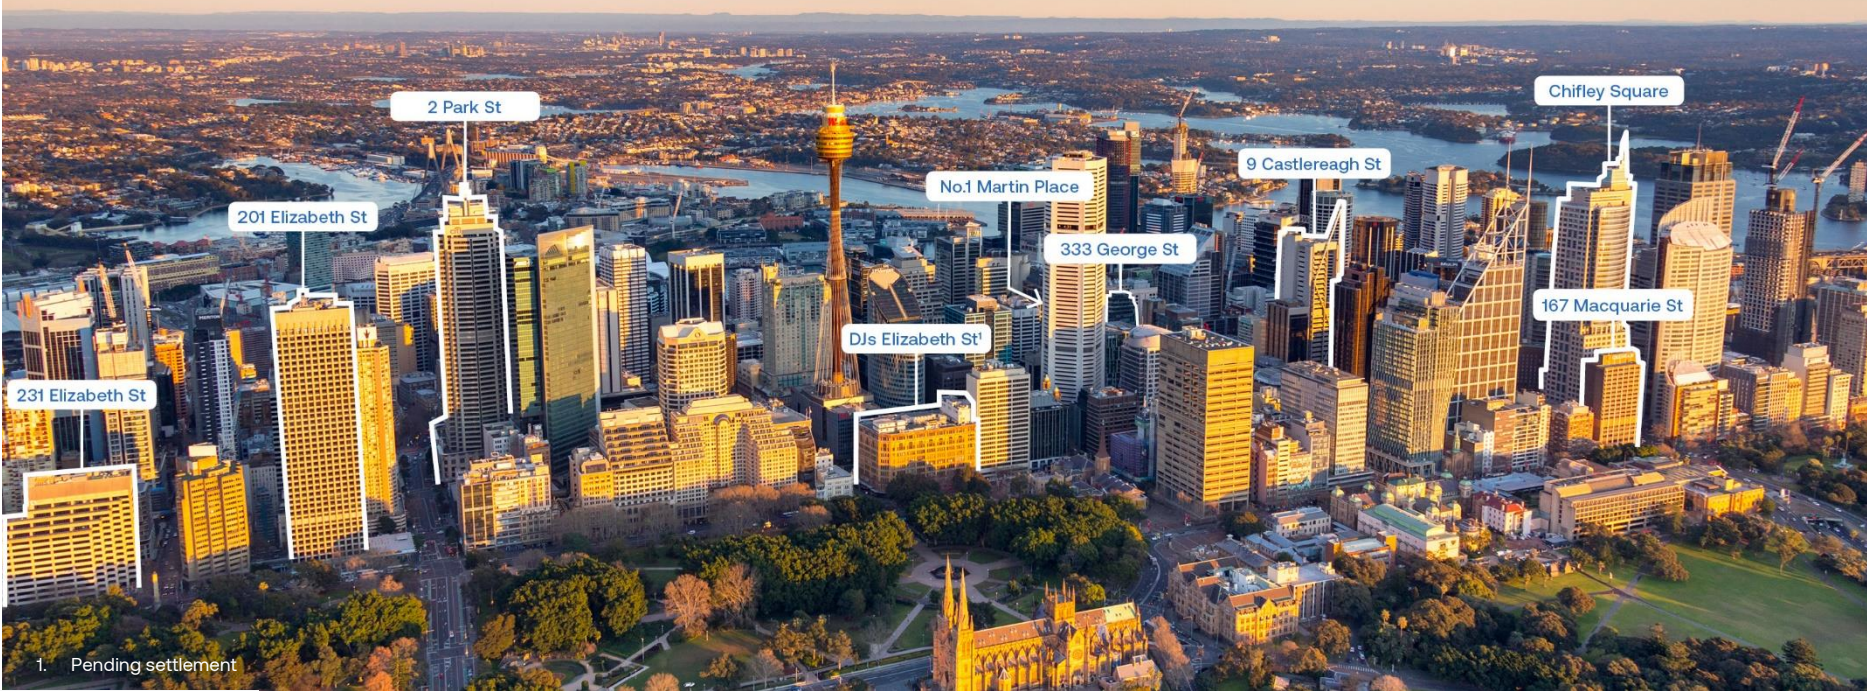 2 Park St
Chifley Square
9 Castlereagh St
No.1 Martin Place
201 Elizabeth St
333 George St
167 Macquarie St
DJs Elizabeth St¹
231 Elizabeth St
1. Pending settlement